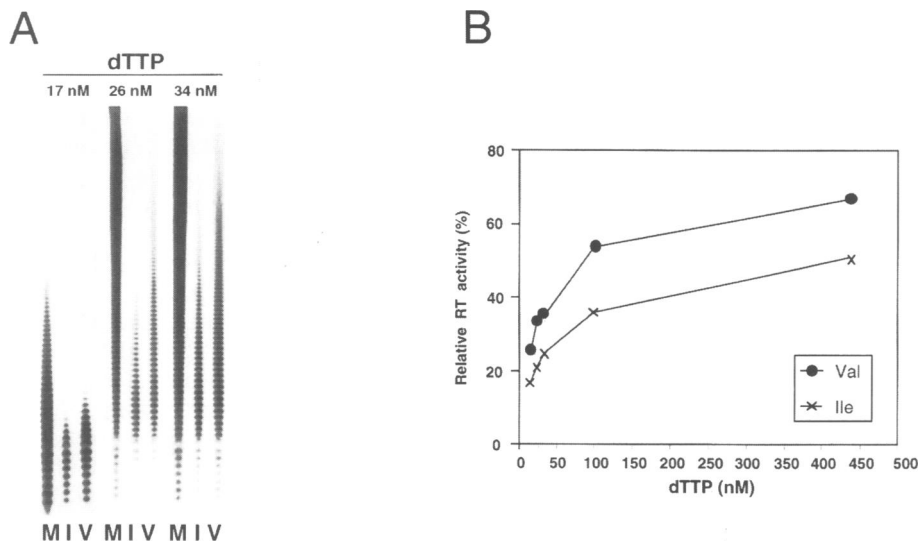 A
dTTP
17 nM 26 nM 34 nM
M I V M I V M I V
B
80
60
40
20
0
Relative RT activity (%)
Val
Ile
0 50 100 150 200 250 300 350 400 450 500
dTTP (nM)